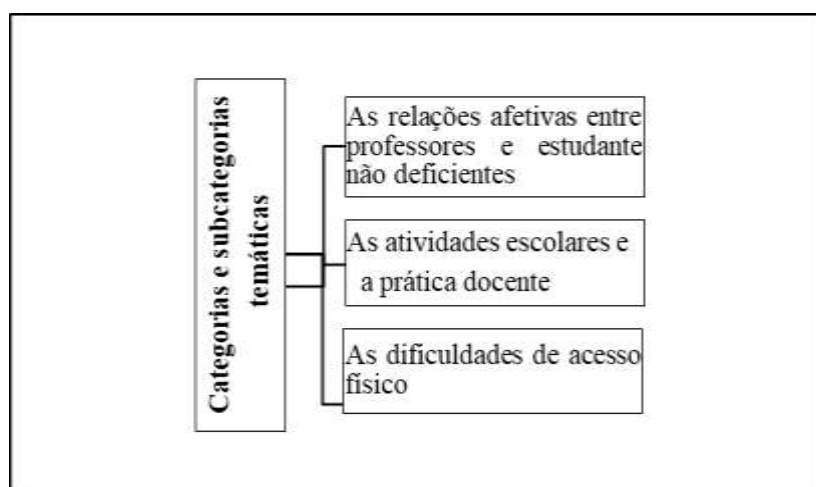 Categorias e subcategorias
temáticas
As relações afetivas entre
professores e estudante
não deficientes
As atividades escolares e
a prática docente
As dificuldades de acesso
físico